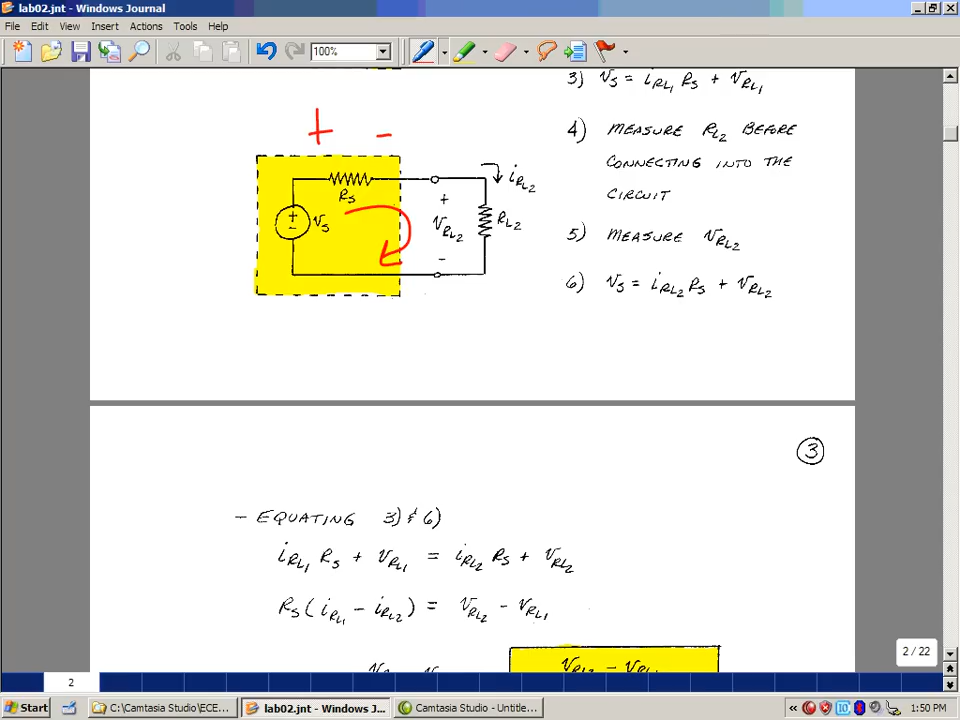 lab02.jnt - Windows Journal
File Edit View Insert Actions Tools Help
100%
3) VS = iRL1 RS + VRL1
+ -
4) MEASURE RL2 BEFORE
CONNECTING INTO THE
CIRCUIT
RS
iRL2
+
-
VS
+
VRL2
-
RL2
5) MEASURE VRL2
6) VS = iRL2 RS + VRL2
3
- EQUATING 3) & 6)
iRL1 RS + VRL1 = iRL2 RS + VRL2
RS (iRL1 - iRL2) = VRL2 - VRL1
VRL2 - VRL1
2 / 22
2
Start
C:\Camtasia Studio\ECE...
lab02.jnt - Windows J...
Camtasia Studio - Untitle...
«
1:50 PM